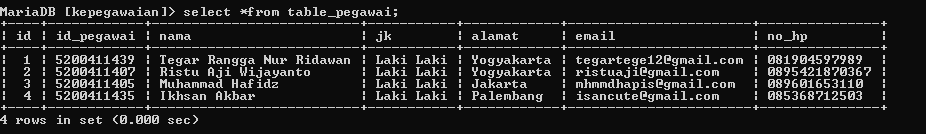 MariaDB [kepegawaian]> select *from table_pegawai;
+----+------------+---------------------------+-----------+------------+------------------------+---------------+
| id | id_pegawai | nama | jk | alamat | email | no_hp |
+----+------------+---------------------------+-----------+------------+------------------------+---------------+
| 1 | 5200411439 | Tegar Rangga Nur Ridawan | Laki Laki | Yogyakarta | tegartege12@gmail.com | 081904597989 |
| 2 | 5200411407 | Ristu Aji Wijayanto | Laki Laki | Yogyakarta | ristuaji@gmail.com | 0895421870367 |
| 3 | 5200411405 | Muhammad Hafidz | Laki Laki | Jakarta | mhmmdhapis@gmail.com | 089601653110 |
| 4 | 5200411435 | Ikhsan Akbar | Laki Laki | Palembang | isancute@gmail.com | 085368712503 |
+----+------------+---------------------------+-----------+------------+------------------------+---------------+
4 rows in set (0.000 sec)